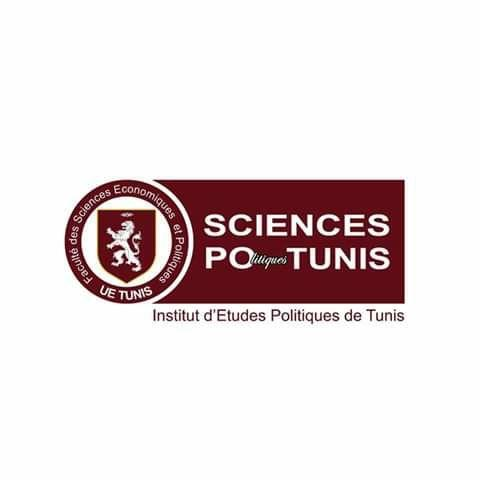 Faculté des Sciences Economiques et Politiques
UE TUNIS
SCIENCES
POlitiques TUNIS
Institut d'Etudes Politiques de Tunis